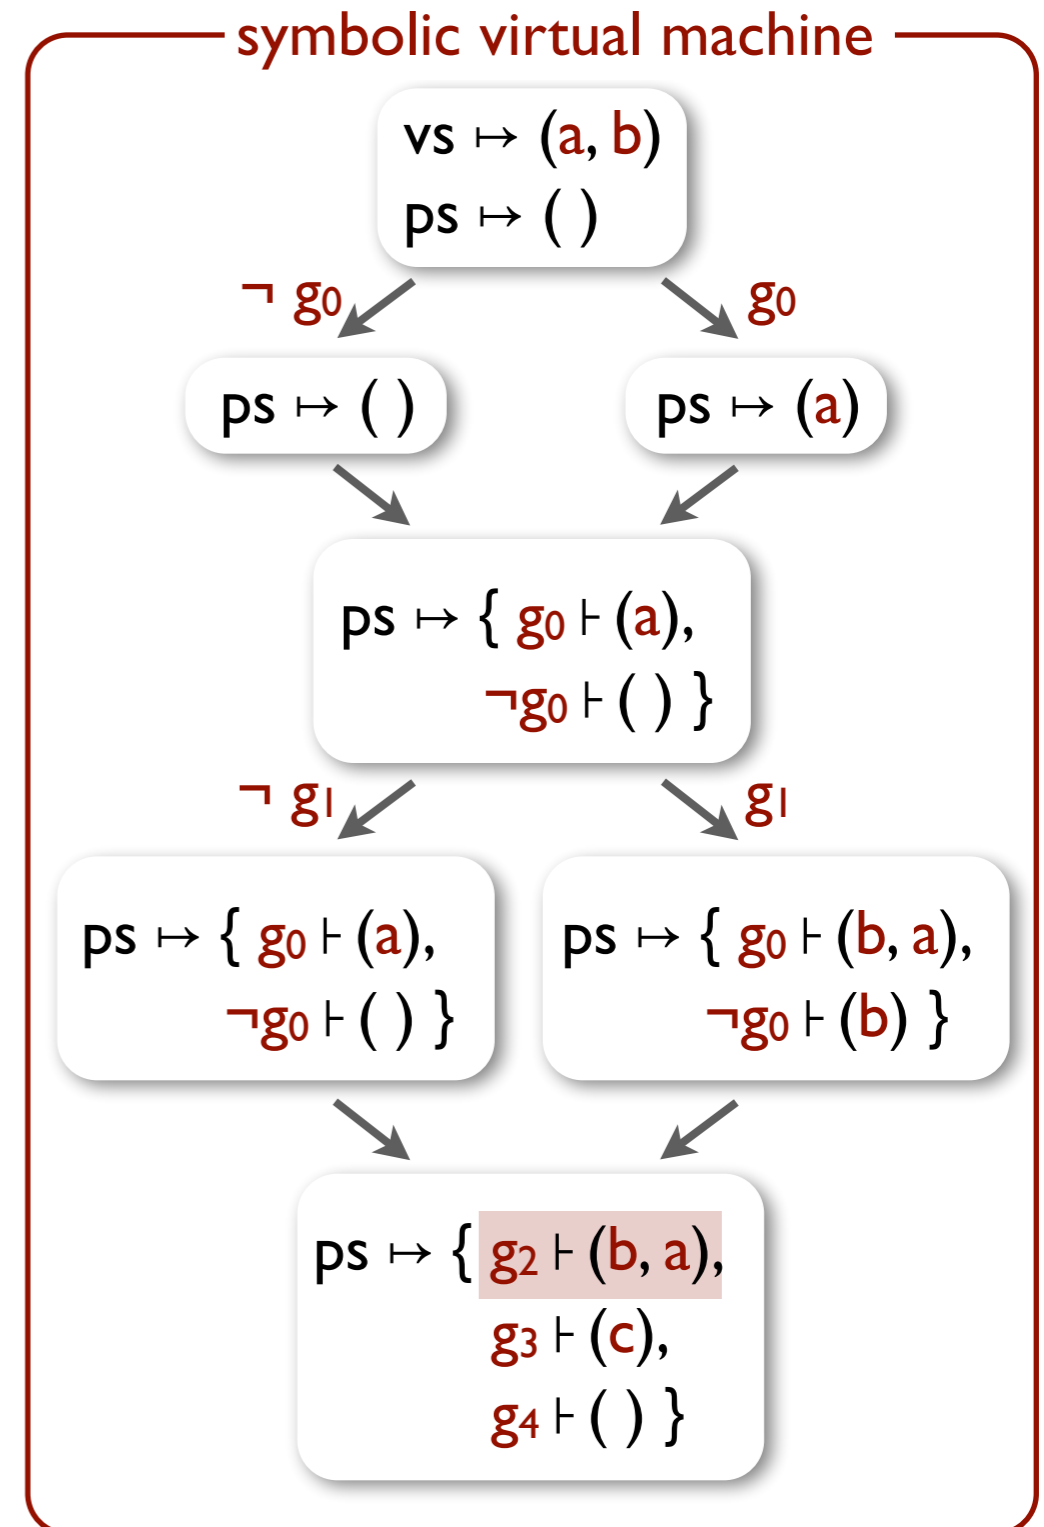 symbolic virtual machine
vs ↦ (a, b)
ps ↦ ( )
¬ g₀
g₀
ps ↦ ( )
ps ↦ (a)
ps ↦ { g₀ ⊦ (a),
¬g₀ ⊦ ( ) }
¬ g₁
g₁
ps ↦ { g₀ ⊦ (a),
¬g₀ ⊦ ( ) }
ps ↦ { g₀ ⊦ (b, a),
¬g₀ ⊦ (b) }
ps ↦ { g₂ ⊦ (b, a),
g₃ ⊦ (c),
g₄ ⊦ ( ) }